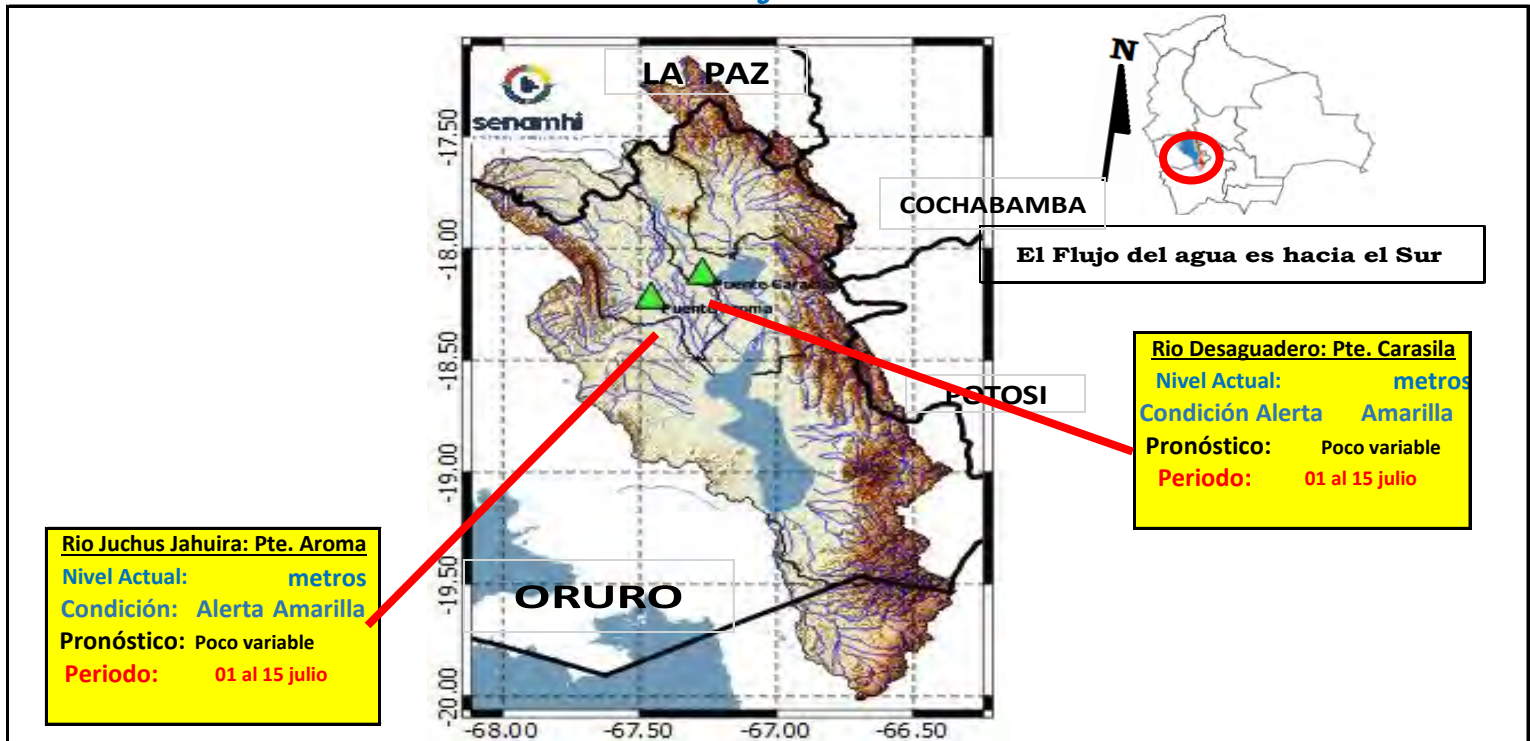 LA PAZ
senamhi
N
COCHABAMBA
El Flujo del agua es hacia el Sur
POTOSI
ORURO
Puente
Puente
Rio Desaguadero: Pte. Carasila
Nivel Actual: metros
Condición Alerta Amarilla
Pronóstico: Poco variable
Periodo: 01 al 15 julio
Rio Juchus Jahuira: Pte. Aroma
Nivel Actual: metros
Condición: Alerta Amarilla
Pronóstico: Poco variable
Periodo: 01 al 15 julio
-17.50
-18.00
-18.50
-19.00
-19.50
-20.00
-68.00 -67.50 -67.00 -66.50